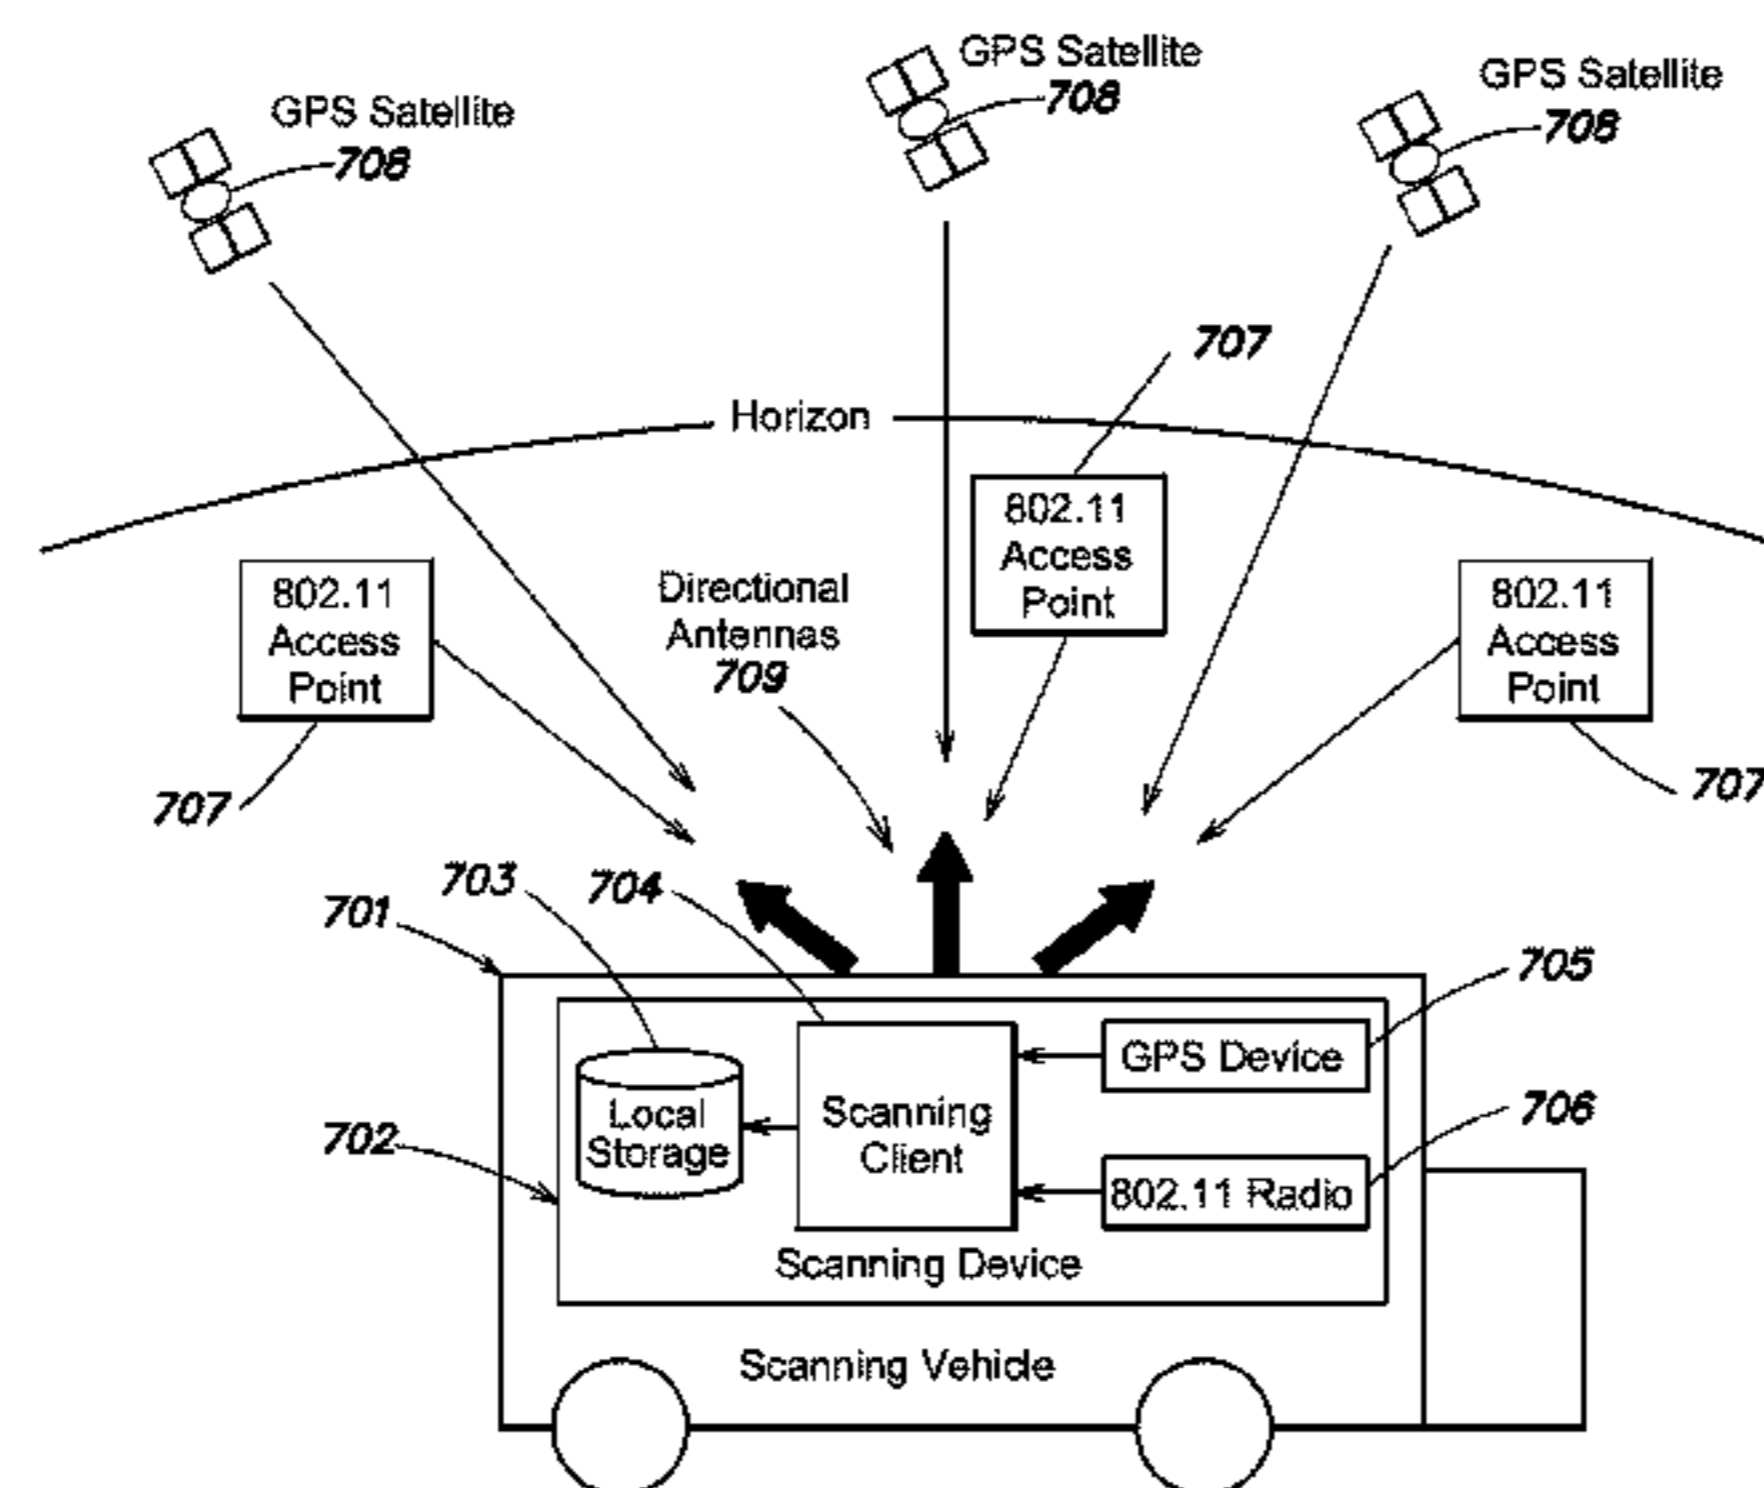 GPS Satellite
708
GPS Satellite
708
GPS Satellite
708
707
Horizon
802.11
Access
Point
802.11
Access
Point
707
Directional
Antennas
709
802.11
Access
Point
707
703
704
701
705
GPS Device
Local
Storage
Scanning
Client
706
702
802.11 Radio
Scanning Device
Scanning Vehicle